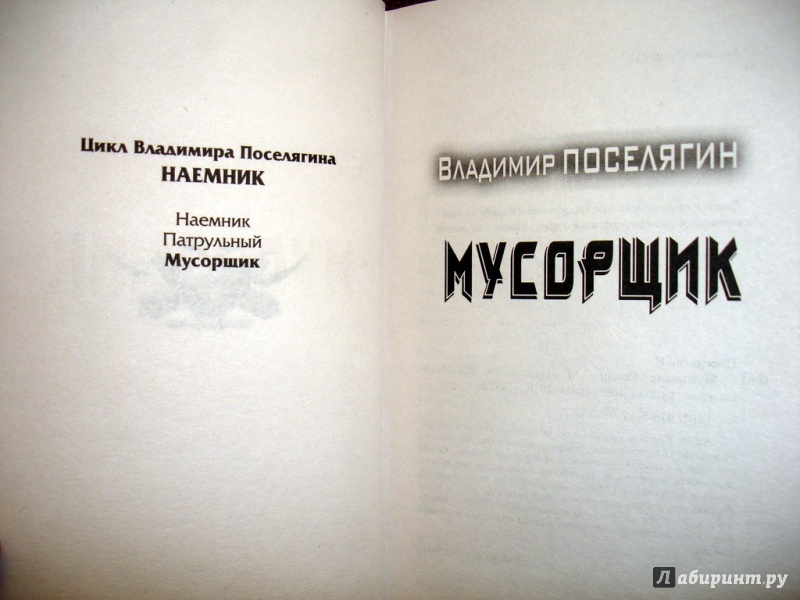 Цикл Владимира Поселягина
НАЕМНИК
Наемник
Патрульный
Мусорщик
Владимир ПОСЕЛЯГИН
МУСОРЩИК
Лабиринт.ру